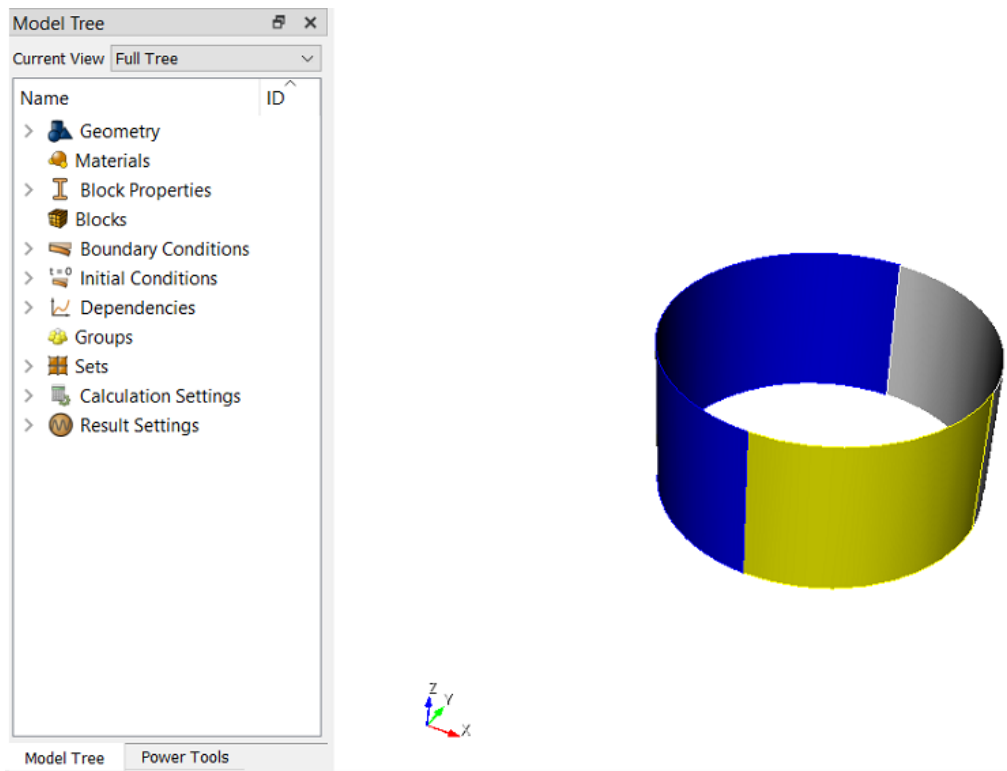 Model Tree
Current View Full Tree
Name ID
Geometry
Materials
Block Properties
Blocks
Boundary Conditions
t=0 Initial Conditions
Dependencies
Groups
Sets
Calculation Settings
Result Settings
Z
Y
X
Model Tree Power Tools